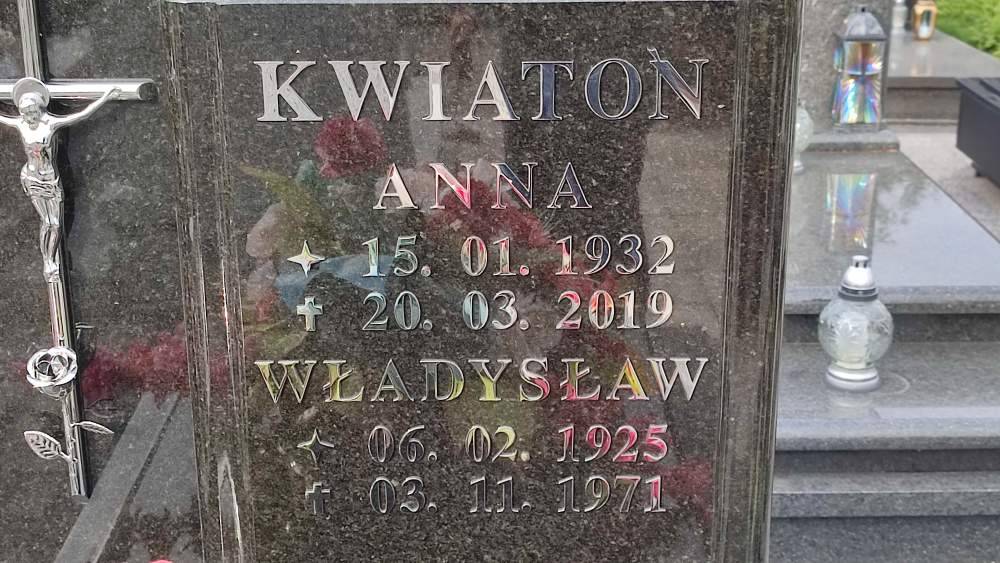 KWIATOŃ
ANNA
✧ 15. 01. 1932
✝ 20. 03. 2019
WŁADYSŁAW
✧ 06. 02. 1925
✝ 03. 11. 1971